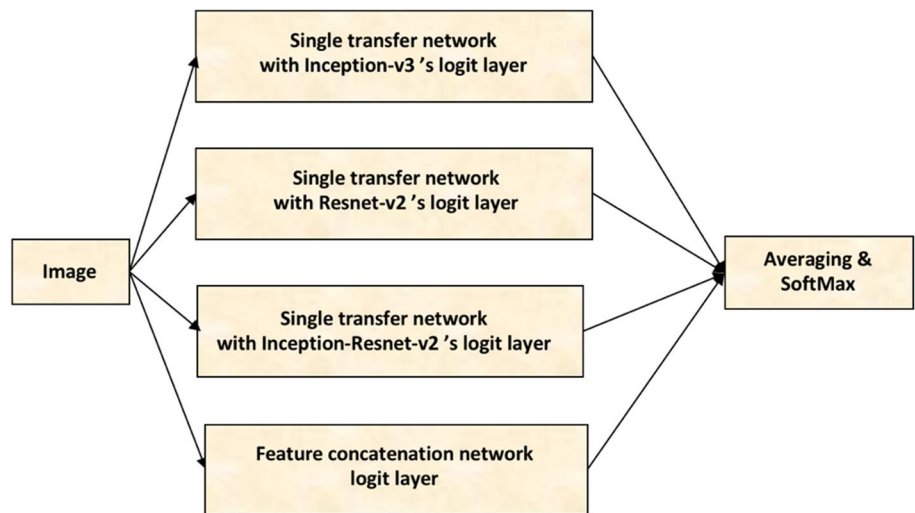 Single transfer network
with Inception-v3 ’s logit layer
Single transfer network
with Resnet-v2 ’s logit layer
Image
Averaging &
SoftMax
Single transfer network
with Inception-Resnet-v2 ’s logit layer
Feature concatenation network
logit layer